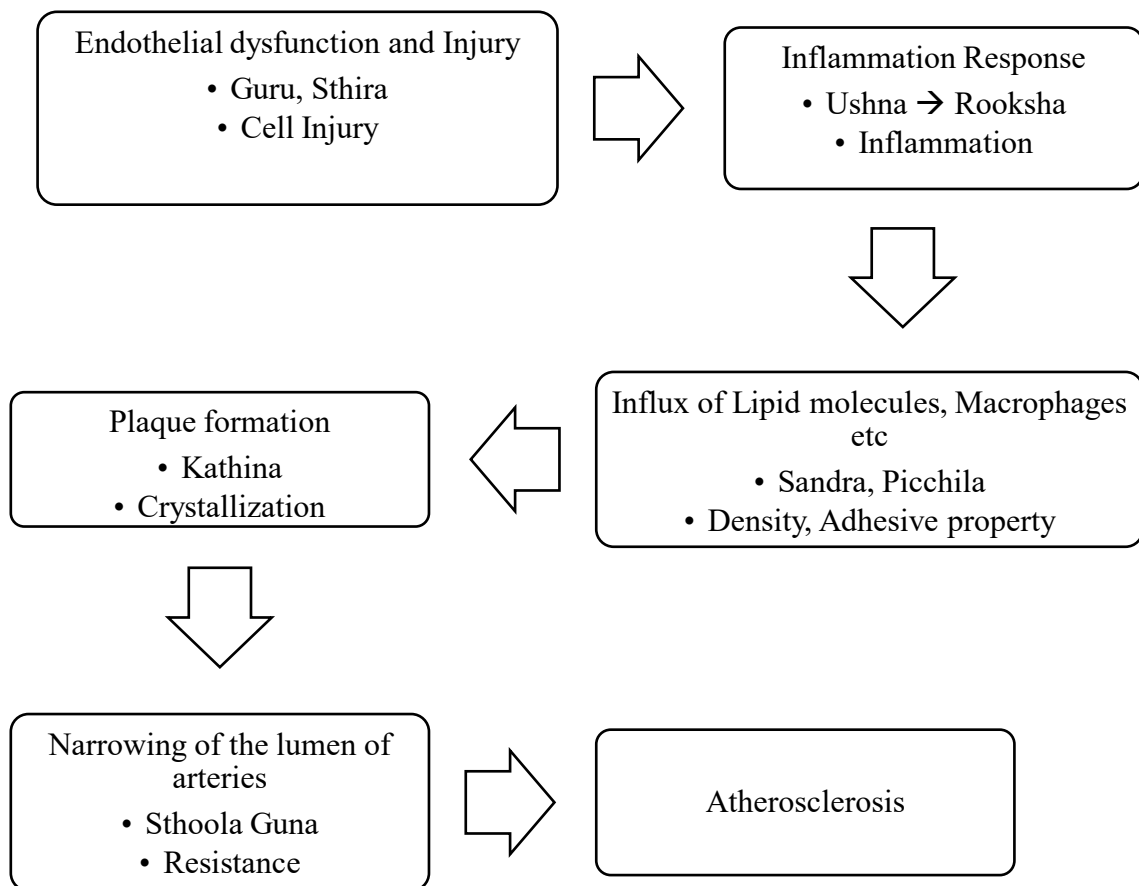 Endothelial dysfunction and Injury
• Guru, Sthira
• Cell Injury
Inflammation Response
• Ushna → Rooksha
• Inflammation
Influx of Lipid molecules, Macrophages
etc
• Sandra, Picchila
• Density, Adhesive property
Plaque formation
• Kathina
• Crystallization
Narrowing of the lumen of
arteries
• Sthoola Guna
• Resistance
Atherosclerosis